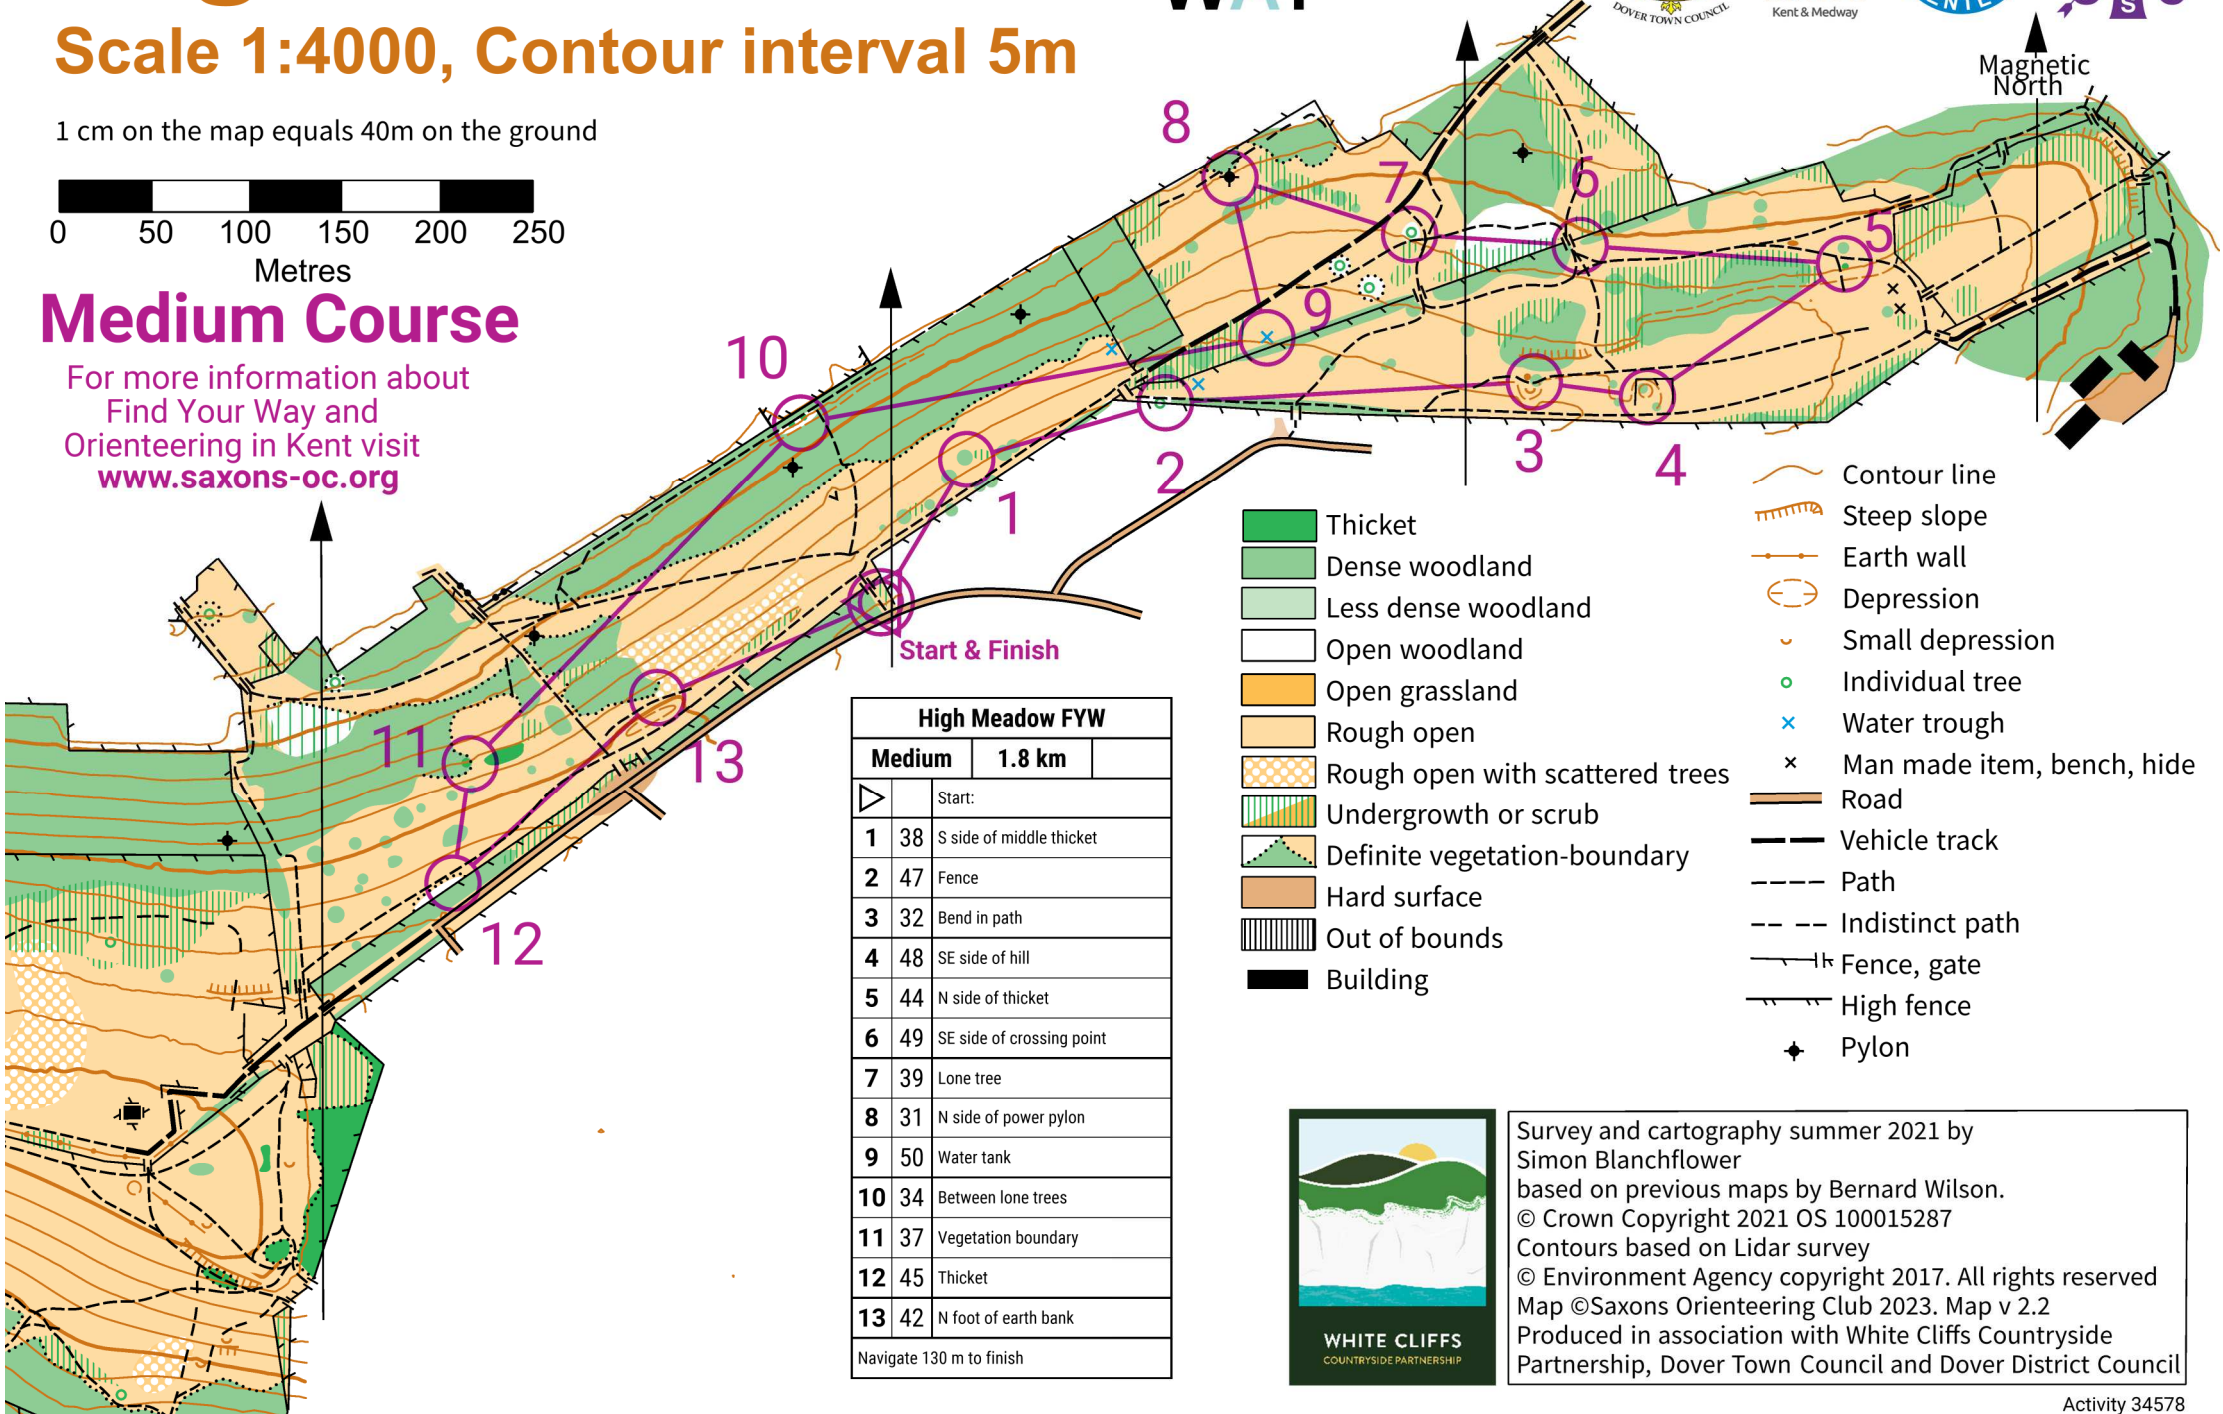 Scale 1:4000, Contour interval 5m
1 cm on the map equals 40m on the ground
0 50 100 150 200 250
Metres
Medium Course
For more information about
Find Your Way and
Orienteering in Kent visit
www.saxons-oc.org
DOVER TOWN COUNCIL
Kent & Medway
S
Magnetic
North
8
7
6
5
9
10
3
4
2
1
Start & Finish
11
13
12
High Meadow FYW
Medium 1.8 km
Start:
1 38 S side of middle thicket
2 47 Fence
3 32 Bend in path
4 48 SE side of hill
5 44 N side of thicket
6 49 SE side of crossing point
7 39 Lone tree
8 31 N side of power pylon
9 50 Water tank
10 34 Between lone trees
11 37 Vegetation boundary
12 45 Thicket
13 42 N foot of earth bank
Navigate 130 m to finish
Thicket
Dense woodland
Less dense woodland
Open woodland
Open grassland
Rough open
Rough open with scattered trees
Undergrowth or scrub
Definite vegetation-boundary
Hard surface
Out of bounds
Building
Contour line
Steep slope
Earth wall
Depression
Small depression
Individual tree
Water trough
Man made item, bench, hide
Road
Vehicle track
Path
Indistinct path
Fence, gate
High fence
Pylon
WHITE CLIFFS
COUNTRYSIDE PARTNERSHIP
Survey and cartography summer 2021 by
Simon Blanchflower
based on previous maps by Bernard Wilson.
© Crown Copyright 2021 OS 100015287
Contours based on Lidar survey
© Environment Agency copyright 2017. All rights reserved
Map ©Saxons Orienteering Club 2023. Map v 2.2
Produced in association with White Cliffs Countryside
Partnership, Dover Town Council and Dover District Council
Activity 34578